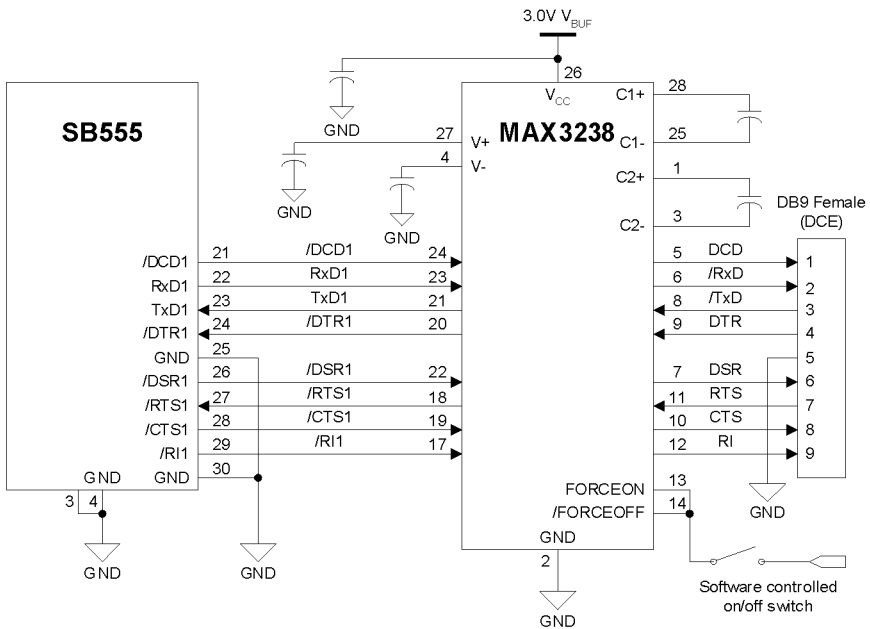 3.0V V BUF
26
VCC
GND
SB555
MAX3238
C1+ 28
C1- 25
C2+ 1
C2- 3
27 V+
4 V-
GND
GND
DB9 Female
(DCE)
/DCD1 21 /DCD1 24 5 DCD 1
RxD1 22 RxD1 23 6 /RxD 2
TxD1 23 TxD1 21 8 /TxD 3
/DTR1 24 /DTR1 20 9 DTR 4
GND 25 5
/DSR1 26 /DSR1 22 7 DSR 6
/RTS1 27 /RTS1 18 11 RTS 7
/CTS1 28 /CTS1 19 10 CTS 8
/RI1 29 /RI1 17 12 RI 9
GND GND 30
3 4
FORCEON 13
/FORCEOFF 14
GND
GND
2
GND
GND
GND
Software controlled
on/off switch